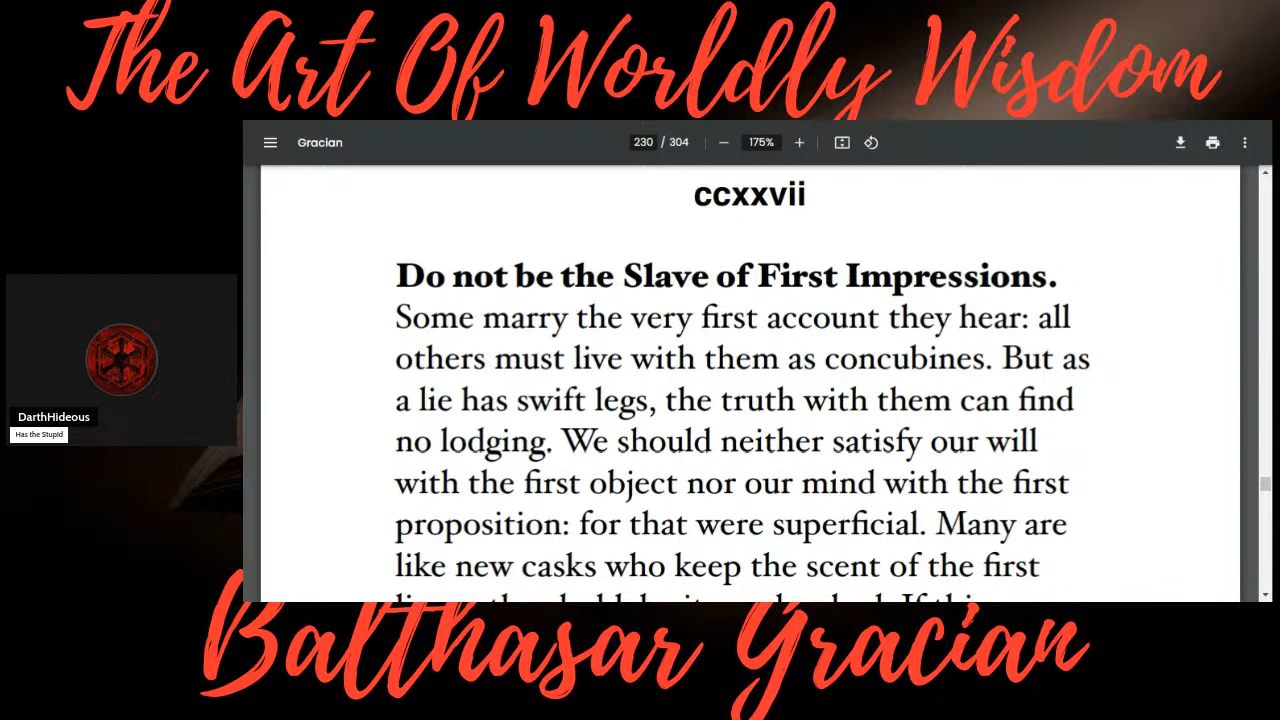 The Art Of Worldly Wisdom
Gracian
230 / 304
175%
ccxxvii
Do not be the Slave of First Impressions.
Some marry the very first account they hear: all
others must live with them as concubines. But as
a lie has swift legs, the truth with them can find
no lodging. We should neither satisfy our will
with the first object nor our mind with the first
proposition: for that were superficial. Many are
like new casks who keep the scent of the first
DarthHideous
Has the Stupid
Balthasar Gracian